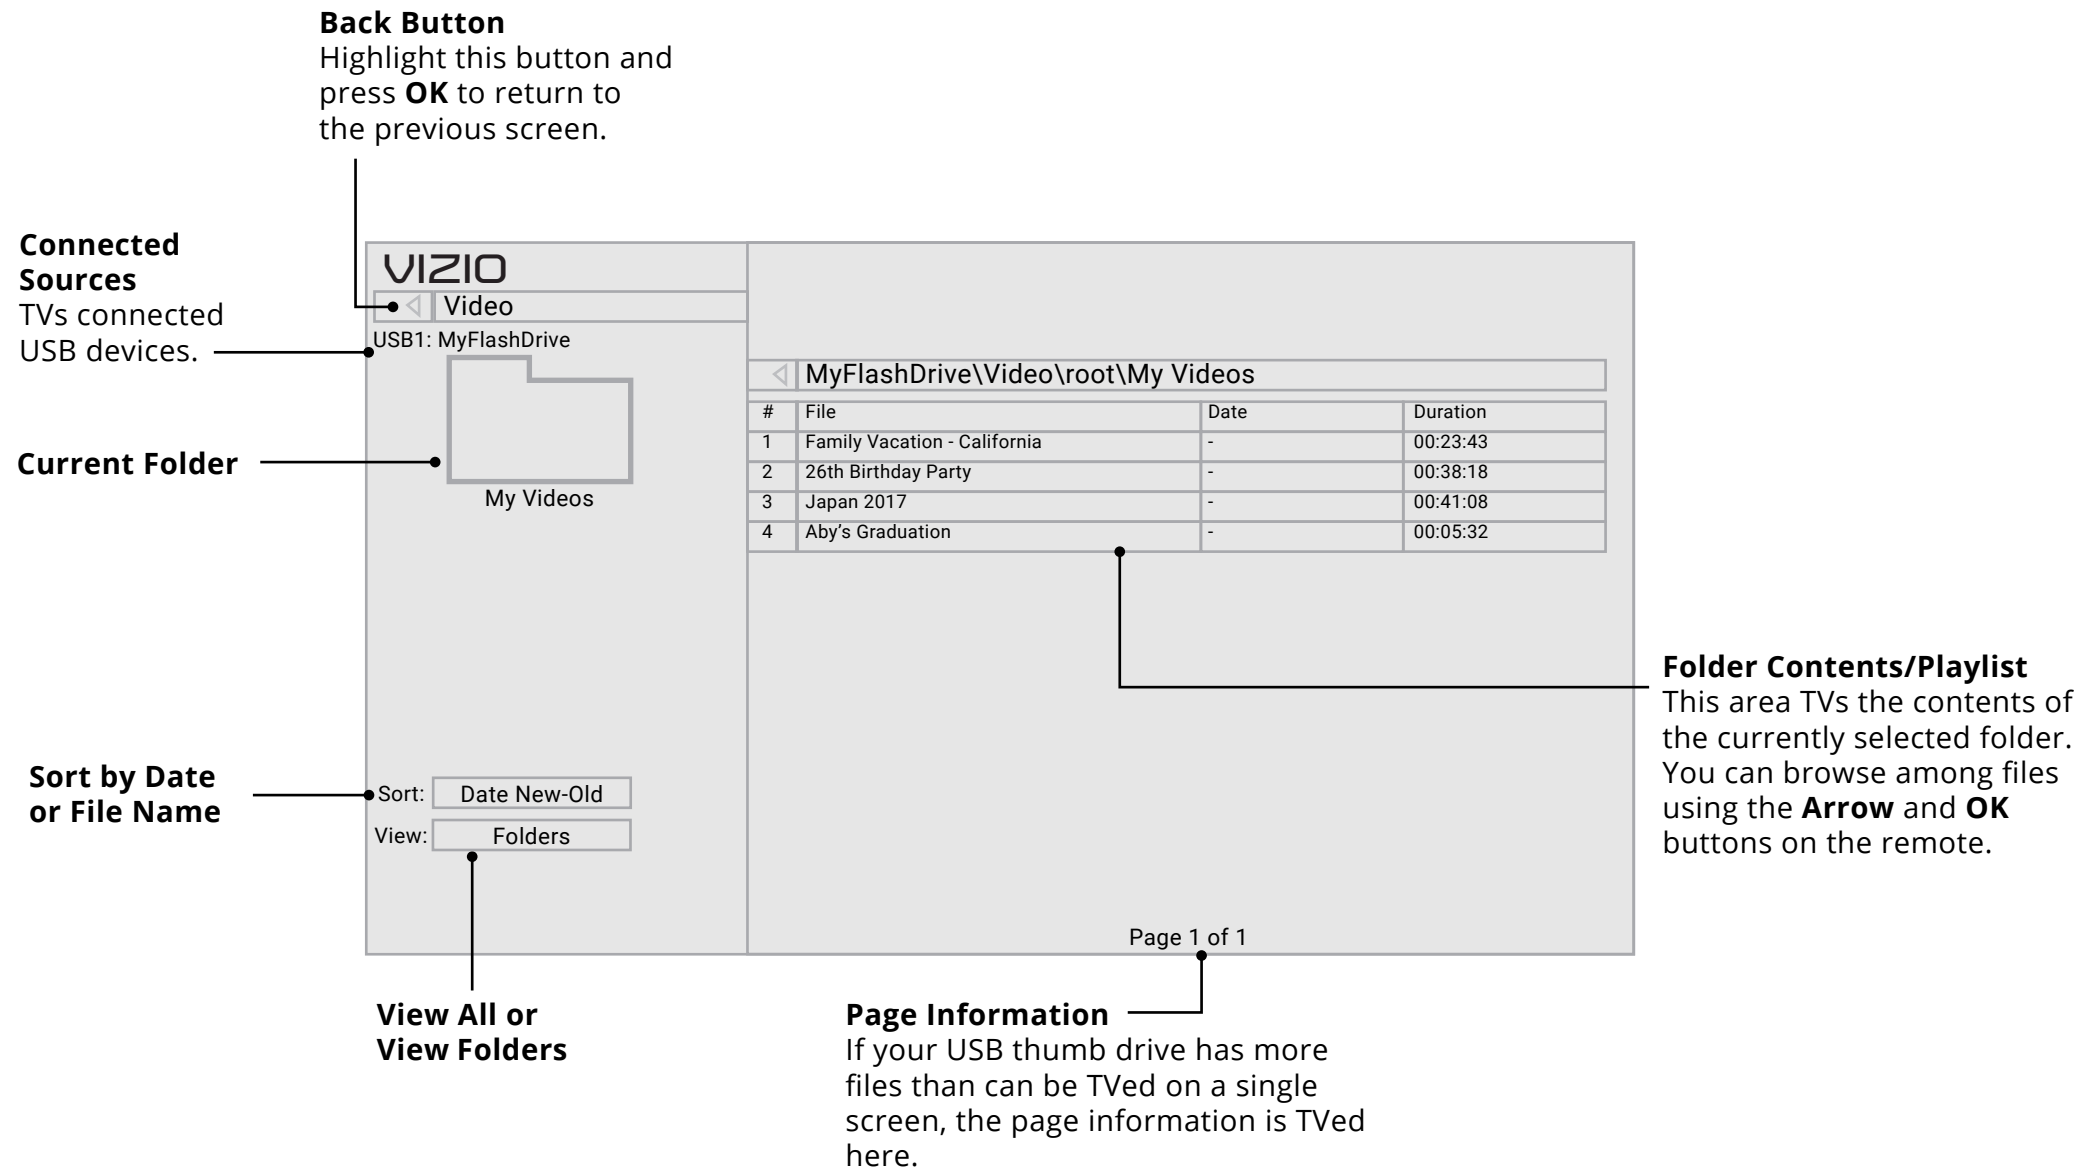 Back Button
Highlight this button and
press OK to return to
the previous screen.
Connected
Sources
TVs connected
USB devices.
Current Folder
Sort by Date
or File Name
VIZIO
Video
USB1: MyFlashDrive
My Videos
Sort: Date New-Old
View: Folders
MyFlashDrive\Video\root\My Videos
# File Date Duration
1 Family Vacation - California - 00:23:43
2 26th Birthday Party - 00:38:18
3 Japan 2017 - 00:41:08
4 Aby’s Graduation - 00:05:32
Page 1 of 1
Folder Contents/Playlist
This area TVs the contents of
the currently selected folder.
You can browse among files
using the Arrow and OK
buttons on the remote.
View All or
View Folders
Page Information
If your USB thumb drive has more
files than can be TVed on a single
screen, the page information is TVed
here.